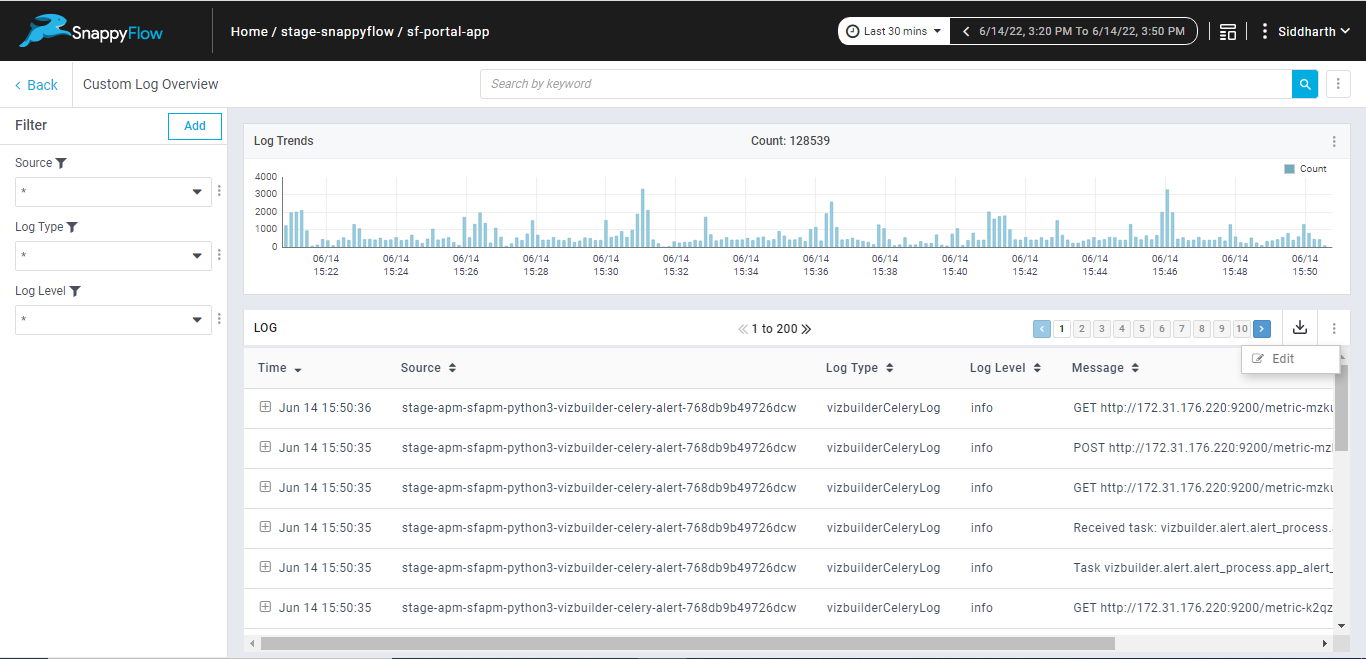 SnappyFlow
Home / stage-snappyflow / sf-portal-app
Last 30 mins
6/14/22, 3:20 PM To 6/14/22, 3:50 PM
Siddharth
Back
Custom Log Overview
Search by keyword
Filter
Add
Source
*
Log Type
*
Log Level
*
Log Trends
Count: 128539
Count
4000
3000
2000
1000
0
06/14 06/14 06/14 06/14 06/14 06/14 06/14 06/14 06/14 06/14 06/14 06/14 06/14 06/14 06/14
15:22 15:24 15:26 15:28 15:30 15:32 15:34 15:36 15:38 15:40 15:42 15:44 15:46 15:48 15:50
LOG
1 to 200
1 2 3 4 5 6 7 8 9 10
Edit
Time Source Log Type Log Level Message
Jun 14 15:50:36 stage-apm-sfapm-python3-vizbuilder-celery-alert-768db9b49726dcw vizbuilderCeleryLog info GET http://172.31.176.220:9200/metric-mzku
Jun 14 15:50:35 stage-apm-sfapm-python3-vizbuilder-celery-alert-768db9b49726dcw vizbuilderCeleryLog info POST http://172.31.176.220:9200/metric-mz
Jun 14 15:50:35 stage-apm-sfapm-python3-vizbuilder-celery-alert-768db9b49726dcw vizbuilderCeleryLog info GET http://172.31.176.220:9200/metric-mzku
Jun 14 15:50:35 stage-apm-sfapm-python3-vizbuilder-celery-alert-768db9b49726dcw vizbuilderCeleryLog info Received task: vizbuilder.alert.alert_process.
Jun 14 15:50:35 stage-apm-sfapm-python3-vizbuilder-celery-alert-768db9b49726dcw vizbuilderCeleryLog info Task vizbuilder.alert.alert_process.app_alert_
Jun 14 15:50:35 stage-apm-sfapm-python3-vizbuilder-celery-alert-768db9b49726dcw vizbuilderCeleryLog info GET http://172.31.176.220:9200/metric-k2qz